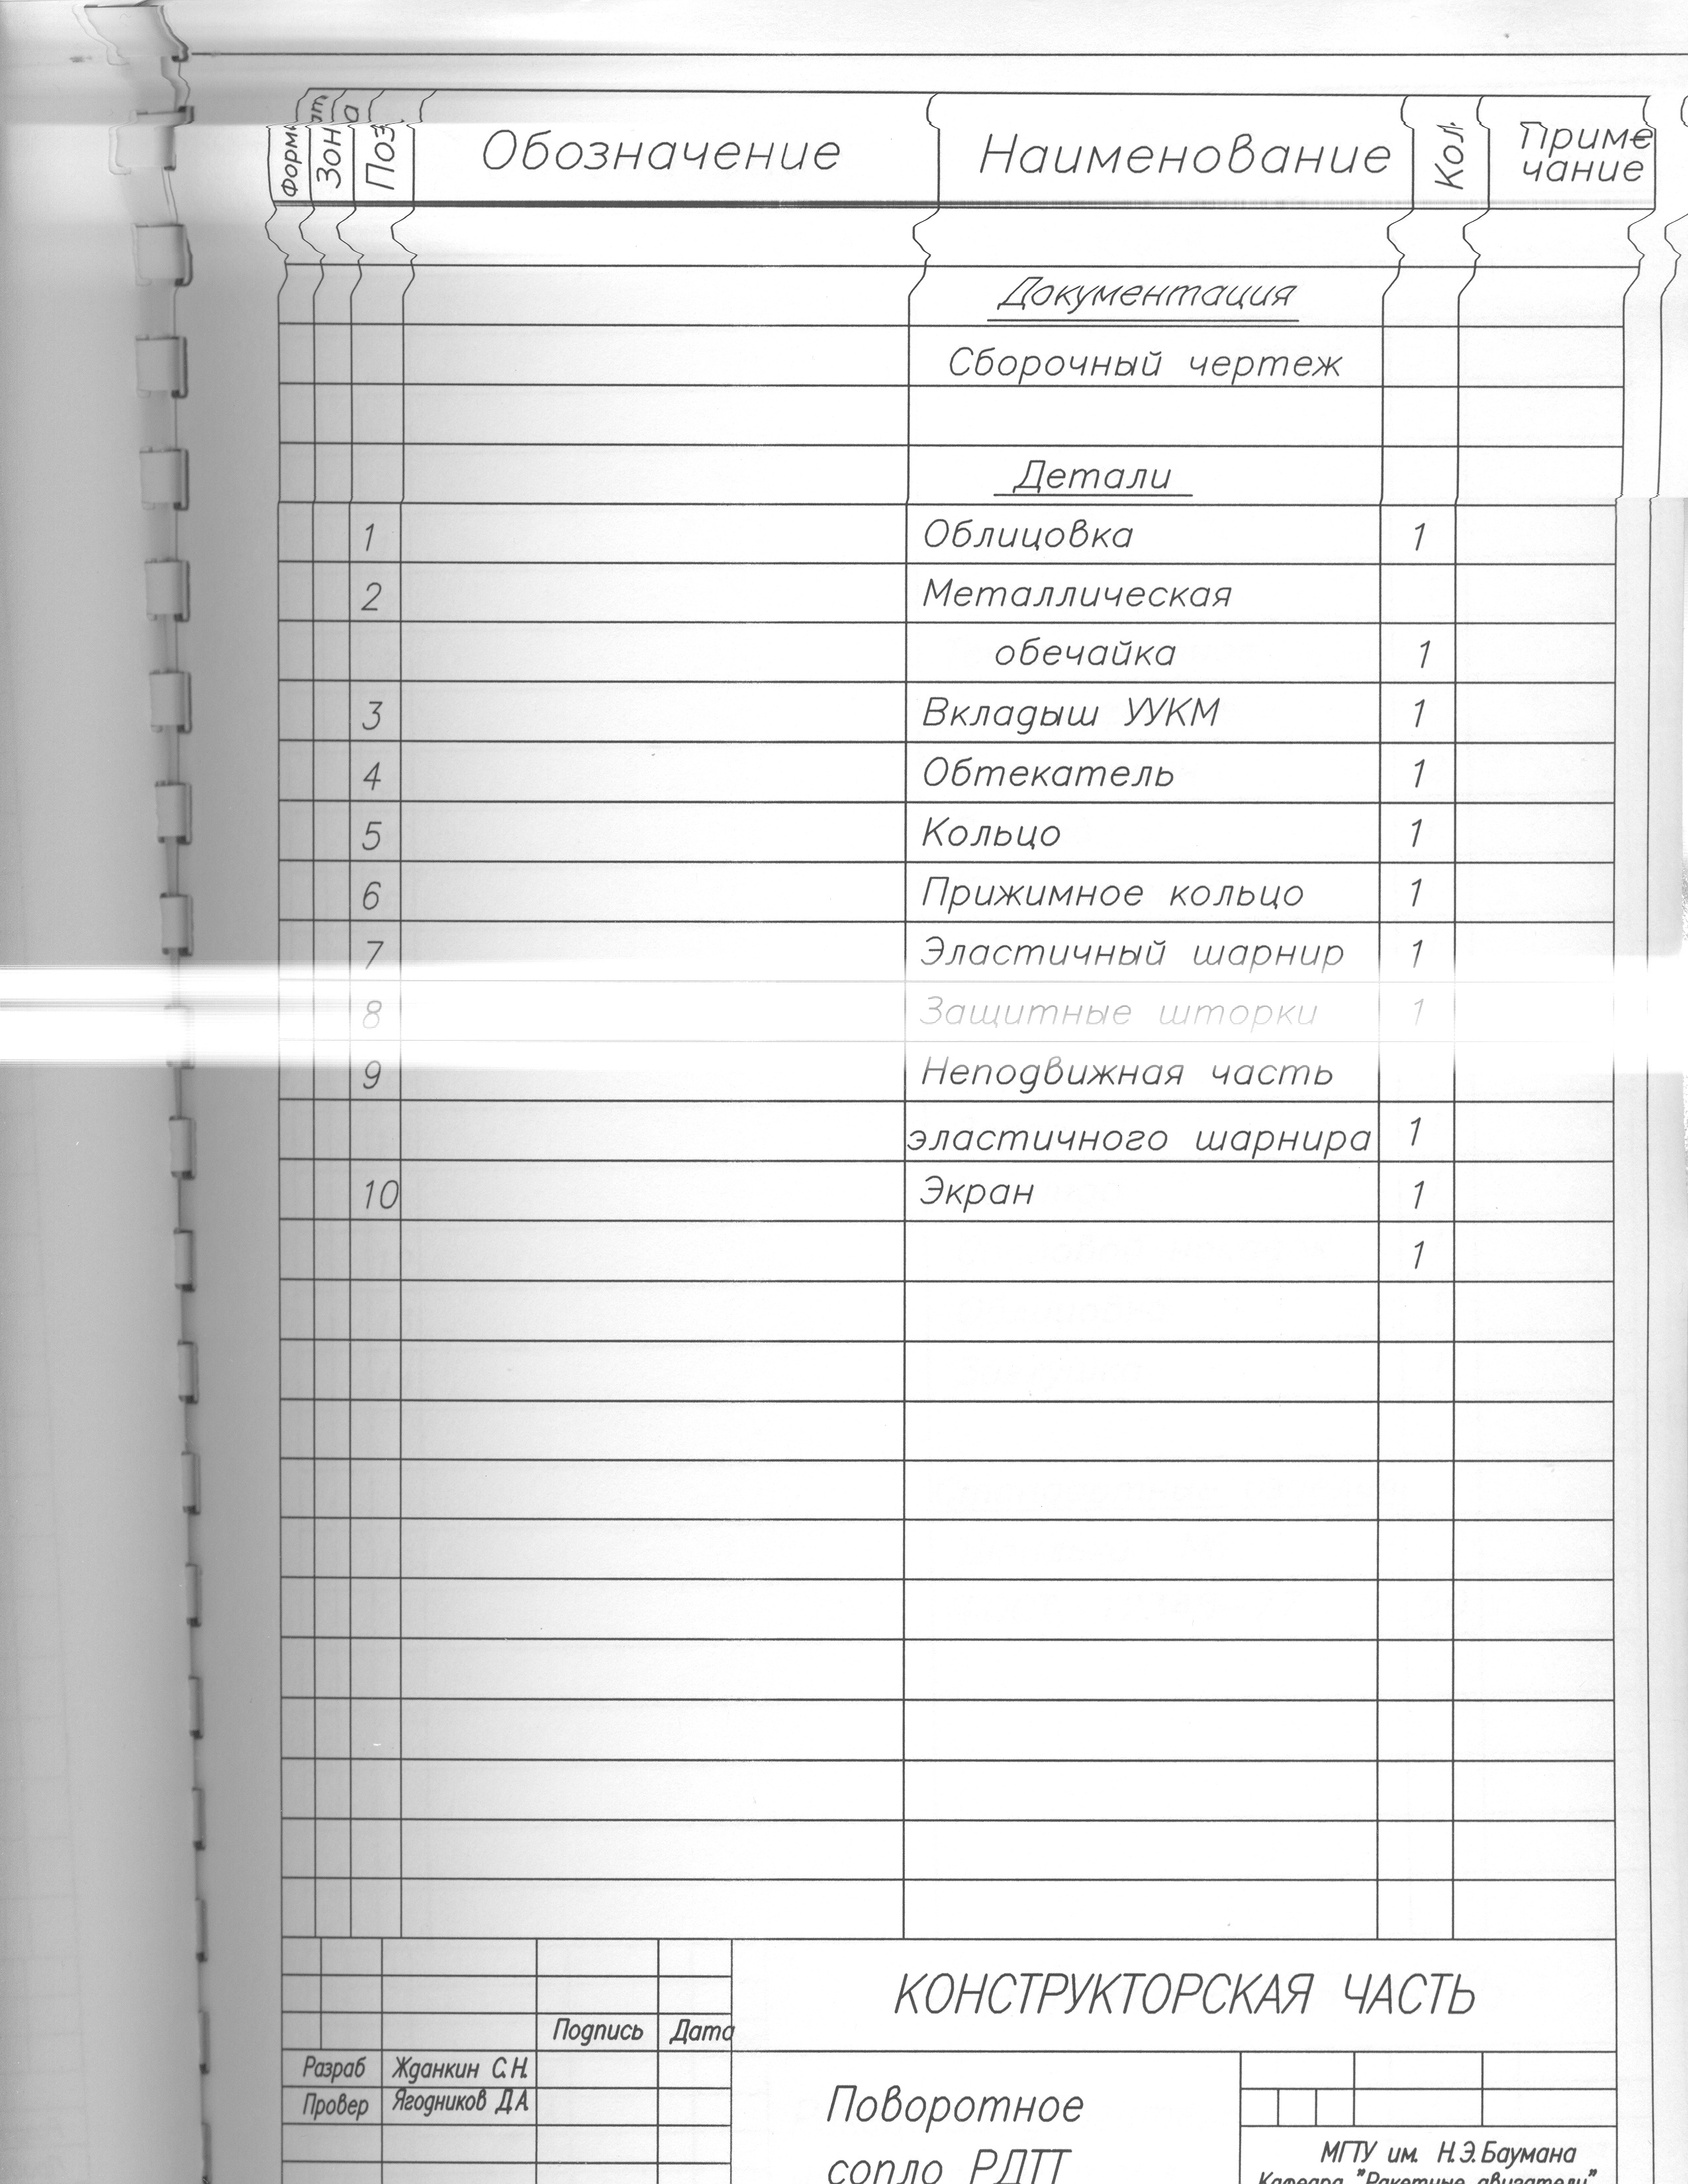 Формат Зона Поз Обозначение Наименование Кол. Приме
чание
Документация
Сборочный чертеж
Детали
1 Облицовка 1
2 Металлическая
обечайка 1
3 Вкладыш УУКМ 1
4 Обтекатель 1
5 Кольцо 1
6 Прижимное кольцо 1
7 Эластичный шарнир 1
8 Защитные шторки 1
9 Неподвижная часть
эластичного шарнира 1
10 Экран 1
1
КОНСТРУКТОРСКАЯ ЧАСТЬ
Подпись Дата
Разраб Жданкин С.Н.
Провер Ягодников Д.А
Поворотное
сопло РДТТ
МГТУ им. Н.Э.Баумана
Кафедра "Ракетные двигатели"